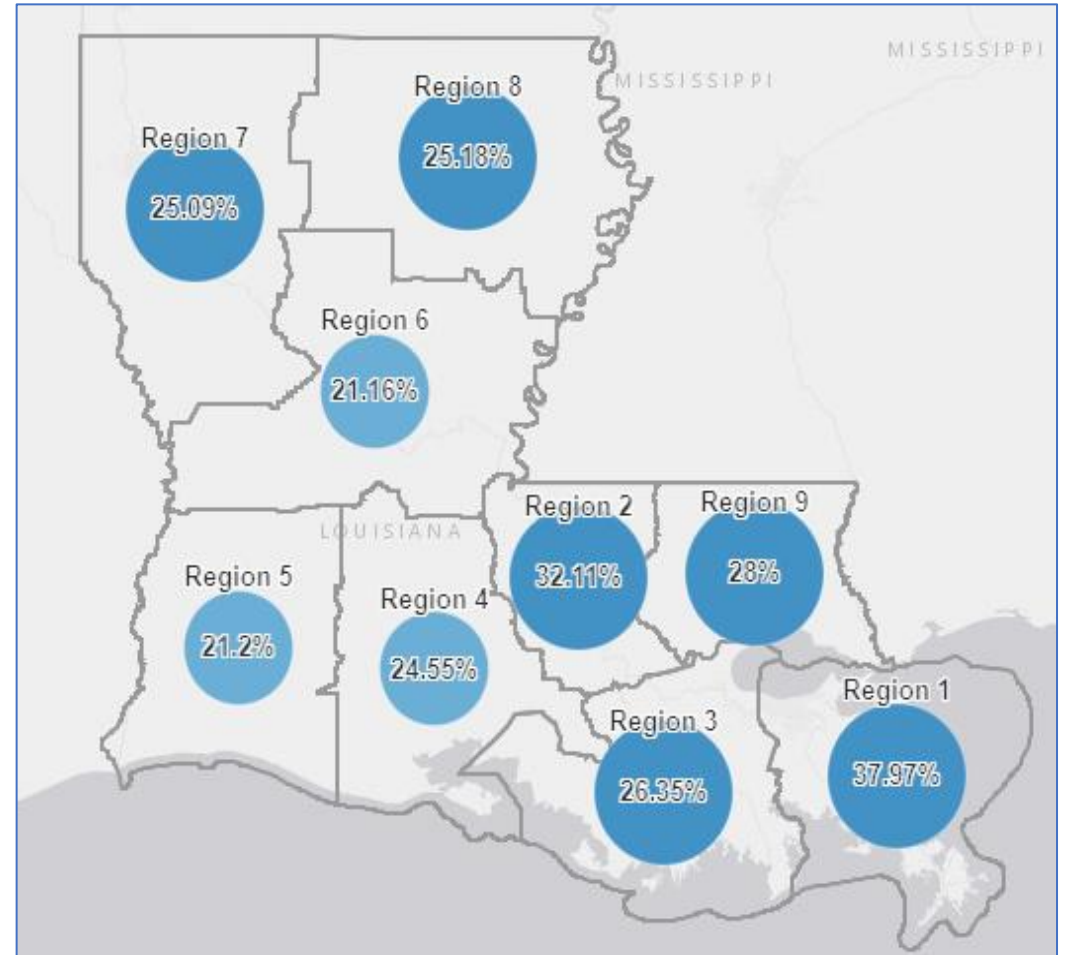 MISSISSIPPI
MISSISSIPPI
Region 8
25.18%
Region 7
25.09%
Region 6
21.16%
LOUISIANA
Region 2
32.11%
Region 9
28%
Region 5
21.2%
Region 4
24.55%
Region 1
37.97%
Region 3
26.35%